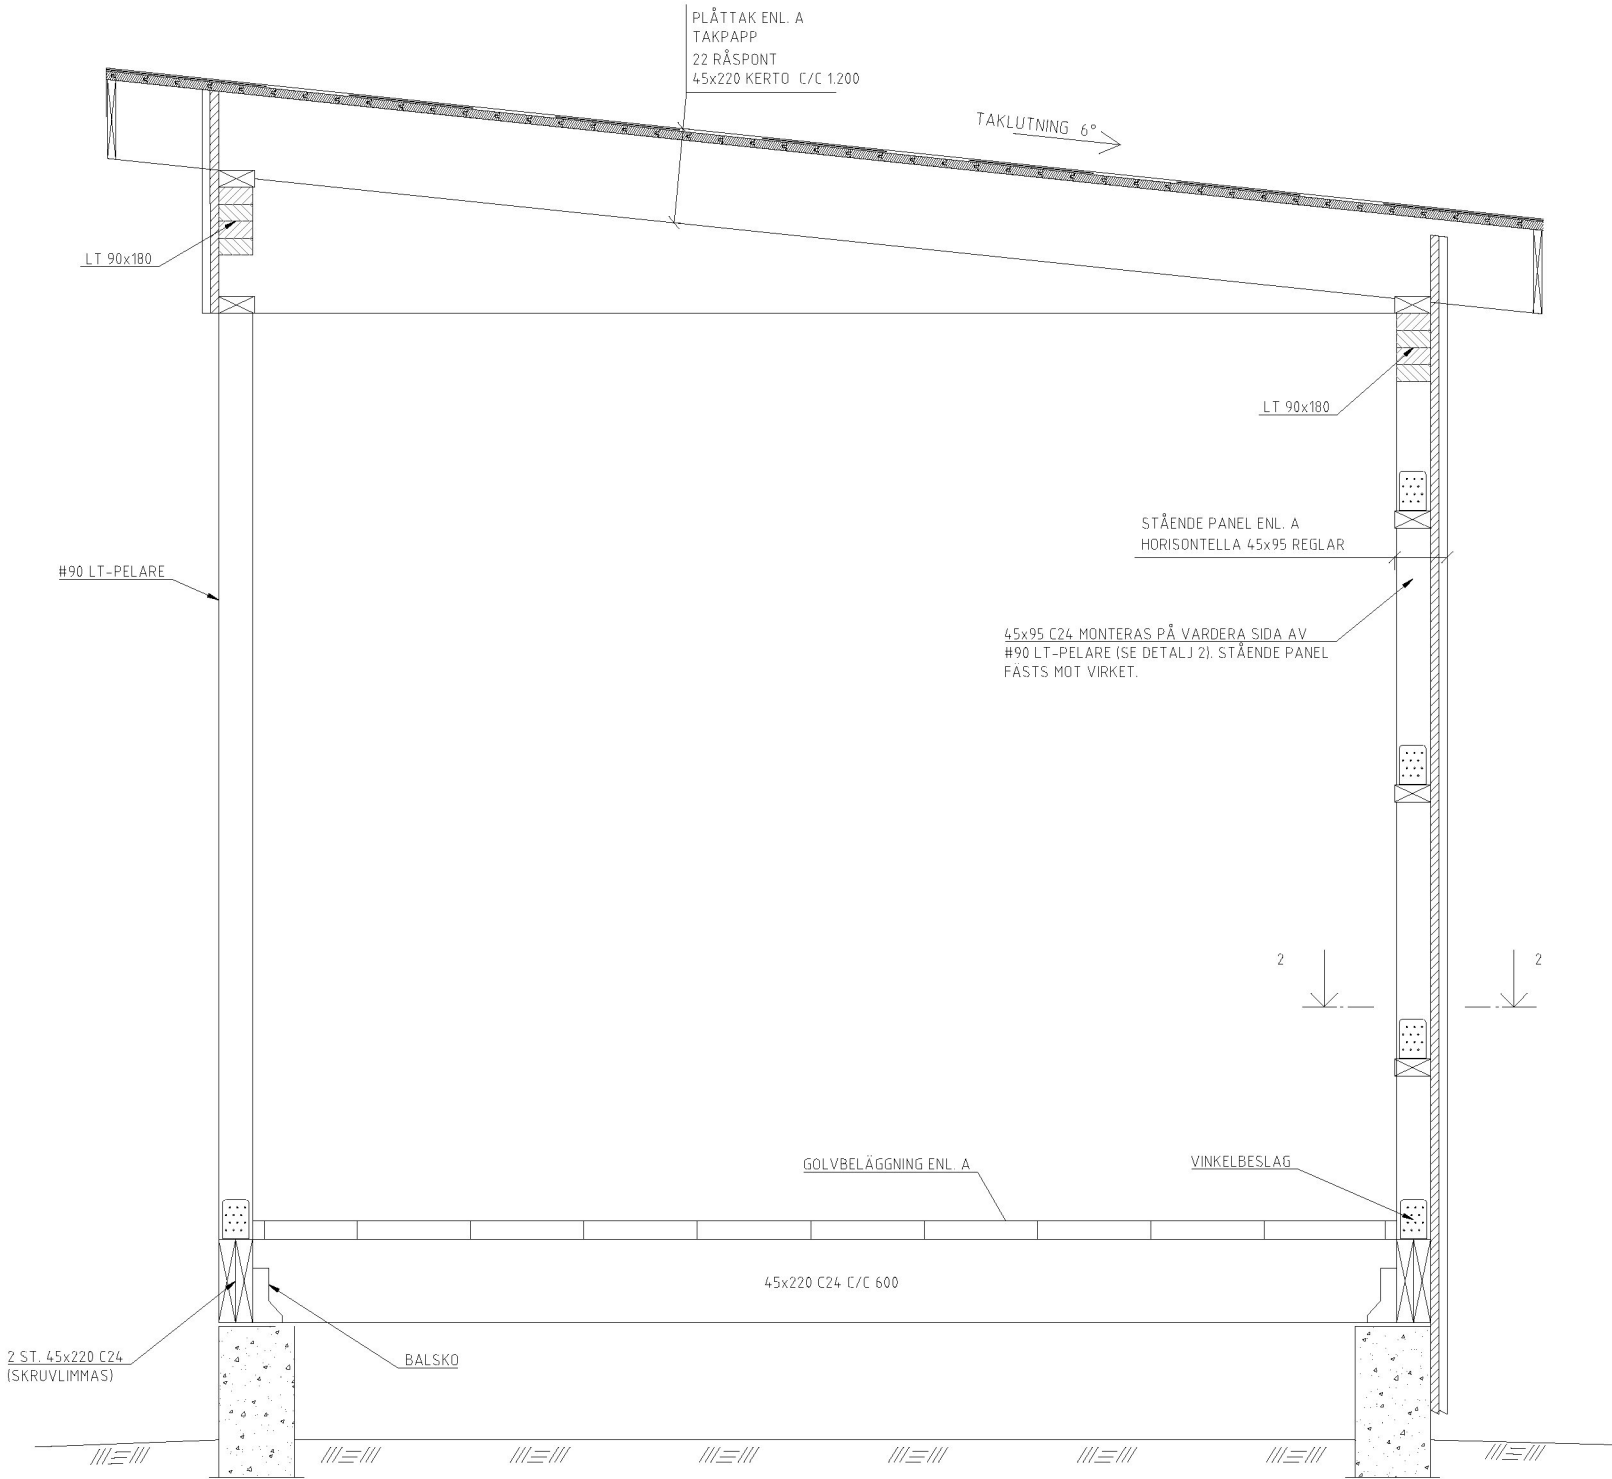 PLÅTTAK ENL. A
TAKPAPP
22 RÅSPONT
45x220 KERTO C/C 1.200
TAKLUTNING 6°
LT 90x180
LT 90x180
STÅENDE PANEL ENL. A
HORISONTELLA 45x95 REGLAR
#90 LT-PELARE
45x95 C24 MONTERAS PÅ VARDERA SIDA AV
#90 LT-PELARE (SE DETALJ 2). STÅENDE PANEL
FÄSTS MOT VIRKET.
2
2
GOLVBELÄGGNING ENL. A
VINKELBESLAG
45x220 C24 C/C 600
2 ST. 45x220 C24
(SKRUVLIMMAS)
BALSKO